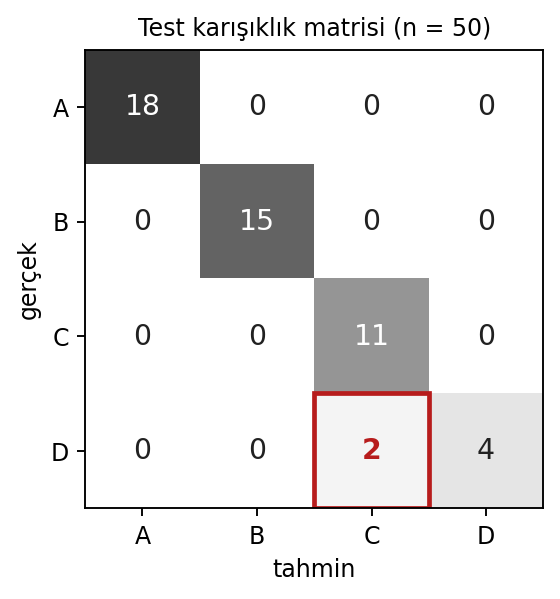 Test karışıklık matrisi (n = 50)
gerçek
A 18 0 0 0
B 0 15 0 0
C 0 0 11 0
D 0 0 2 4
A B C D
tahmin